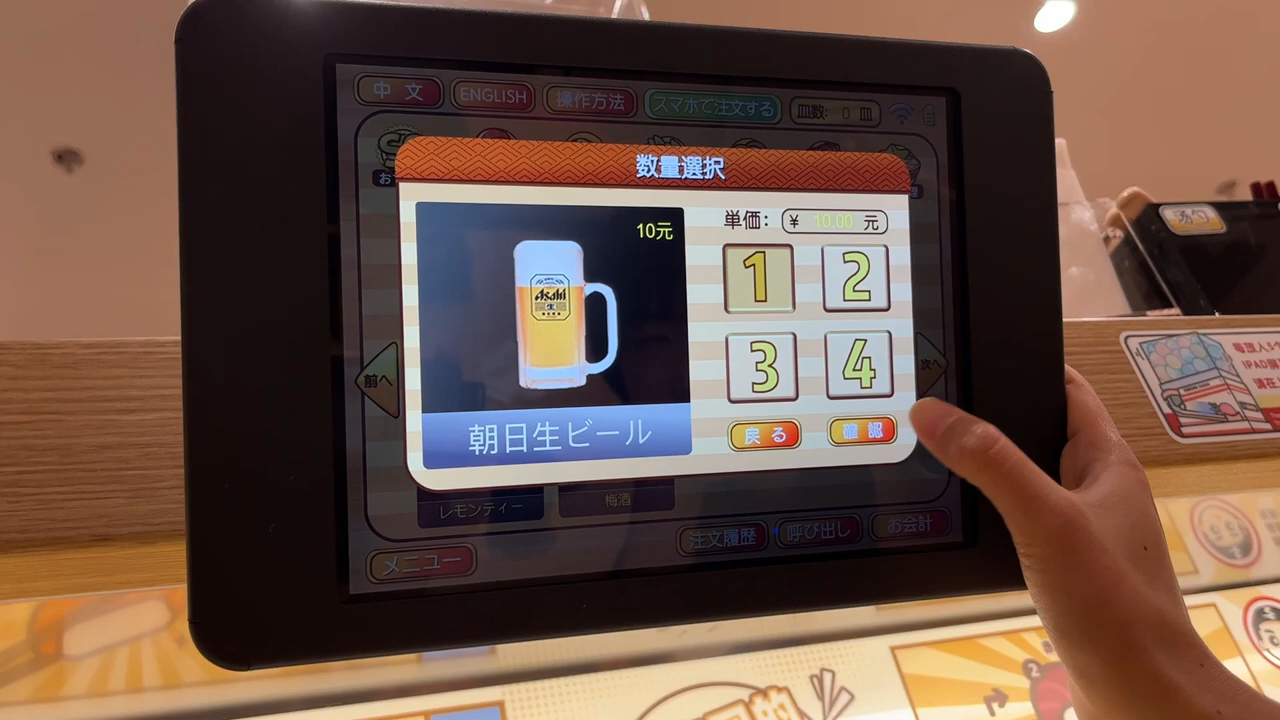 中 文
ENGLISH
操作方法
スマホで注文する
皿数: 0 皿
お
数量選択
10元
Asahi
生
朝日生ビール
単価:
¥ 10.00 元
1
2
3
4
戻る
確認
前へ
次へ
レモンティー
梅酒
注文履歴
呼び出し
お会計
メニュー
IPAD
2